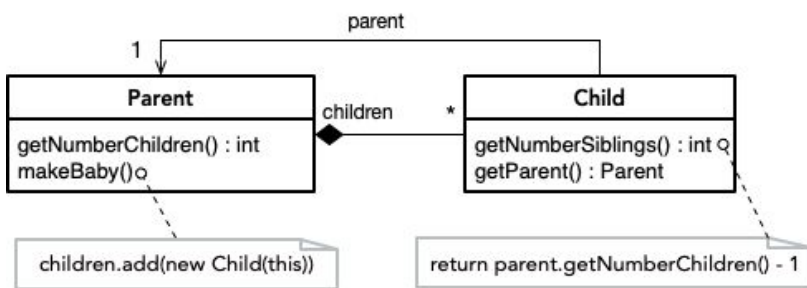 parent
1
Parent
getNumberChildren() : int
makeBaby()
children
*
Child
getNumberSiblings() : int
getParent() : Parent
children.add(new Child(this))
return parent.getNumberChildren() - 1